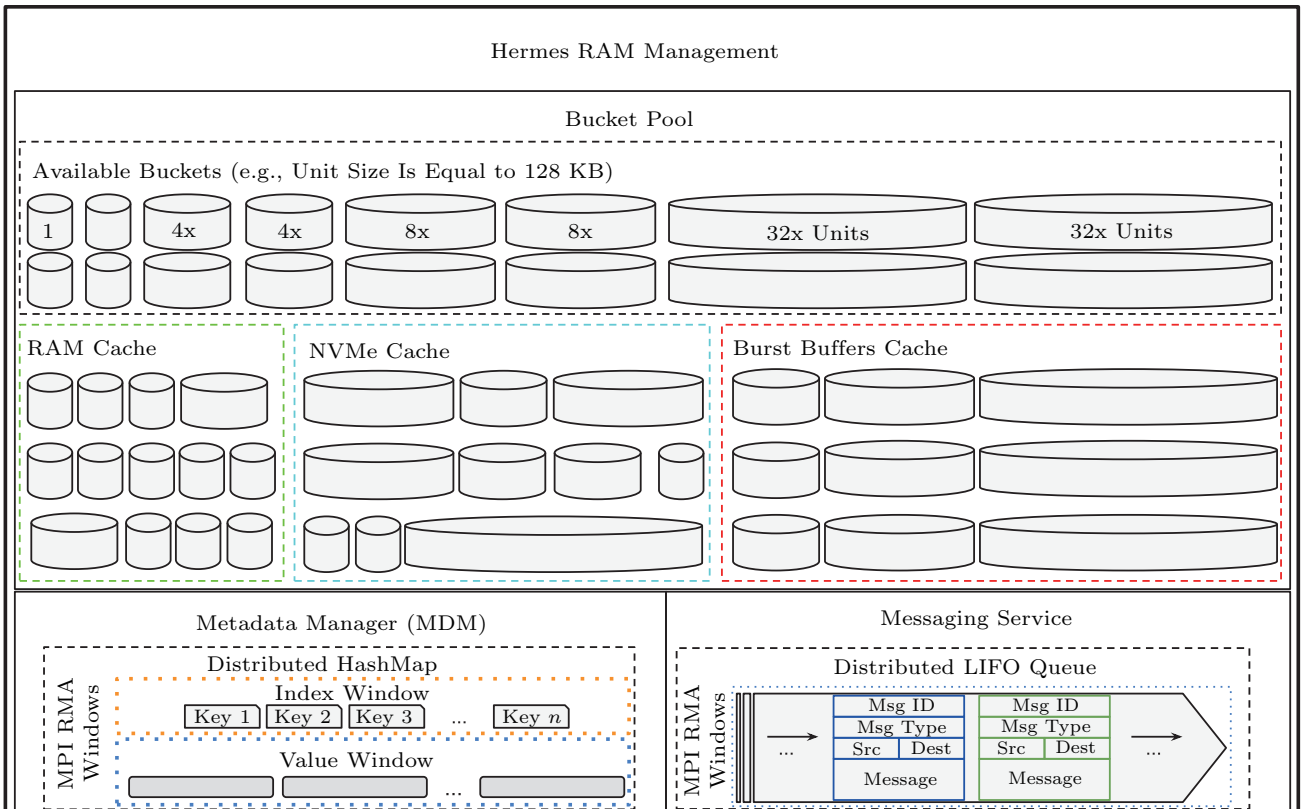 Hermes RAM Management
Bucket Pool
Available Buckets (e.g., Unit Size Is Equal to 128 KB)
1 4x 4x 8x 8x 32x Units 32x Units
RAM Cache
NVMe Cache
Burst Buffers Cache
Metadata Manager (MDM)
MPI RMA
Windows
Distributed HashMap
Index Window
Key 1 Key 2 Key 3 ... Key n
Value Window
...
Messaging Service
MPI RMA
Windows
Distributed LIFO Queue
...
Msg ID
Msg Type
Src Dest
Message
Msg ID
Msg Type
Src Dest
Message
...